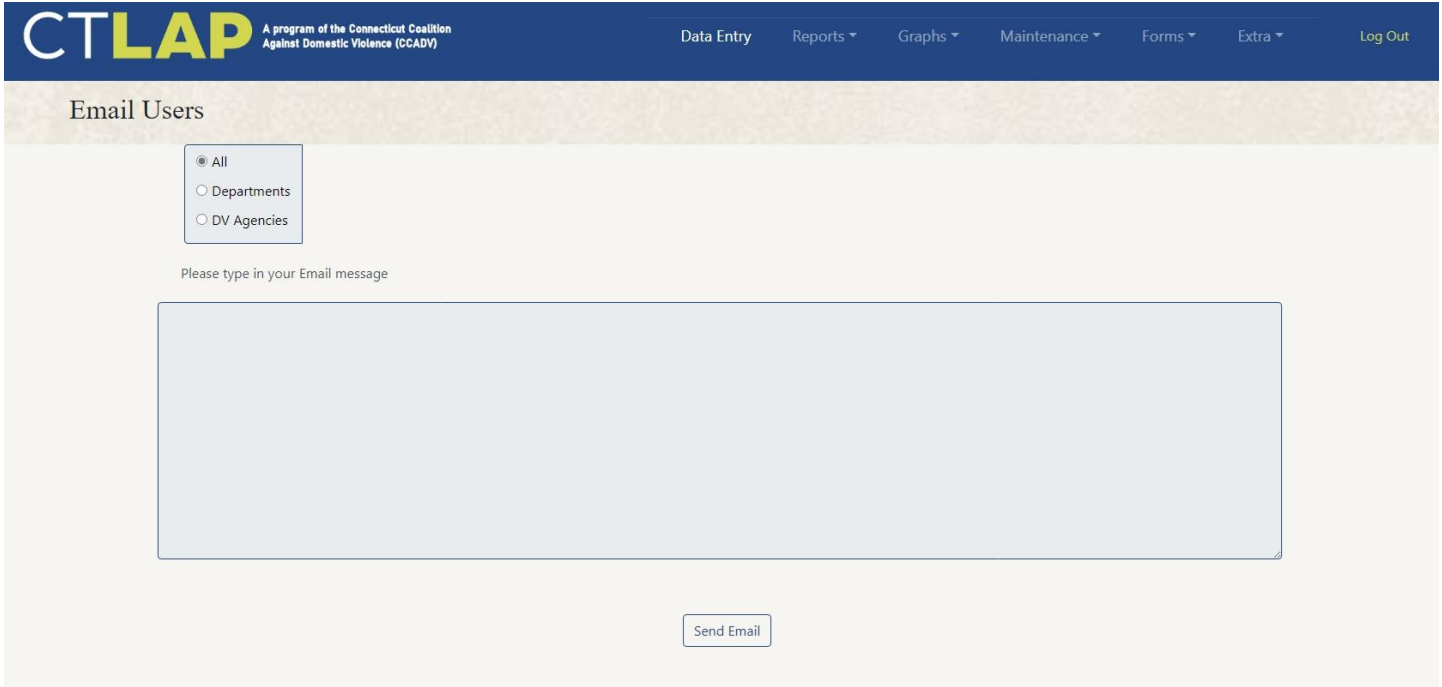 CTLAP
A program of the Connecticut Coalition
Against Domestic Violence (CCADV)
Data Entry Reports Graphs Maintenance Forms Extra Log Out
Email Users
All
Departments
DV Agencies
Please type in your Email message
Send Email